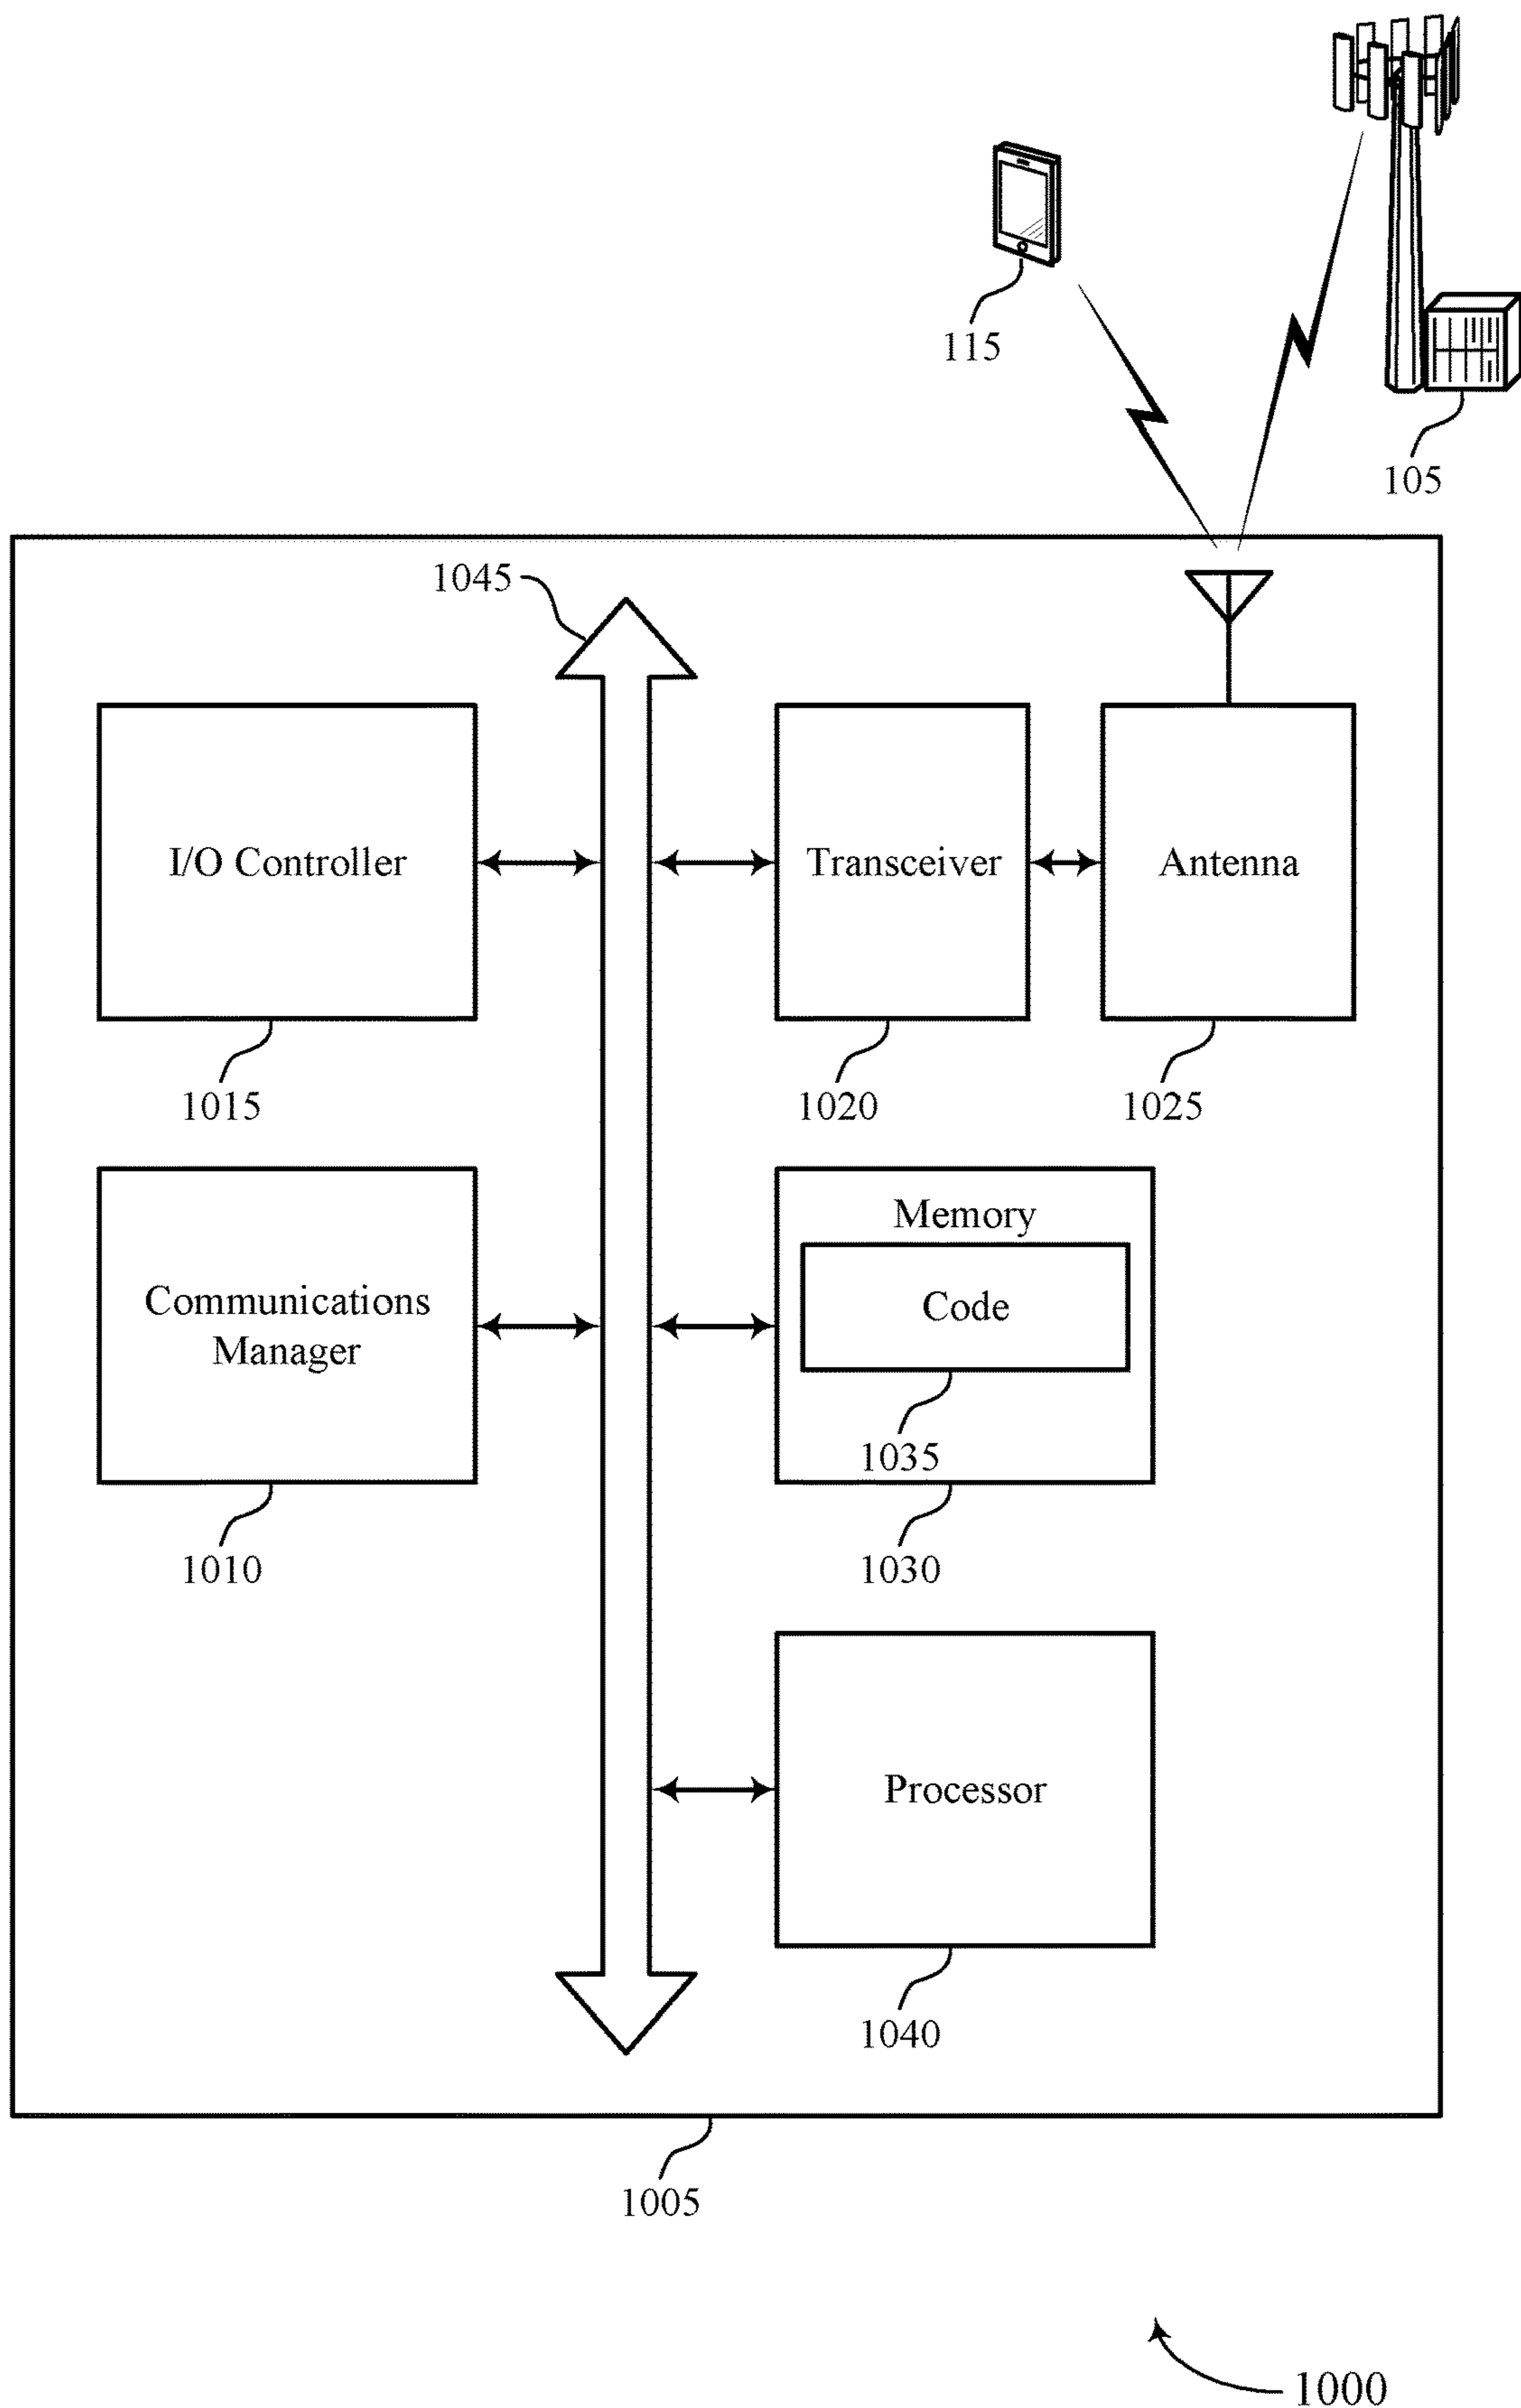 115
105
1045
I/O Controller
Transceiver
Antenna
1015
1020
1025
Communications
Manager
Memory
Code
1035
1010
1030
Processor
1040
1005
1000